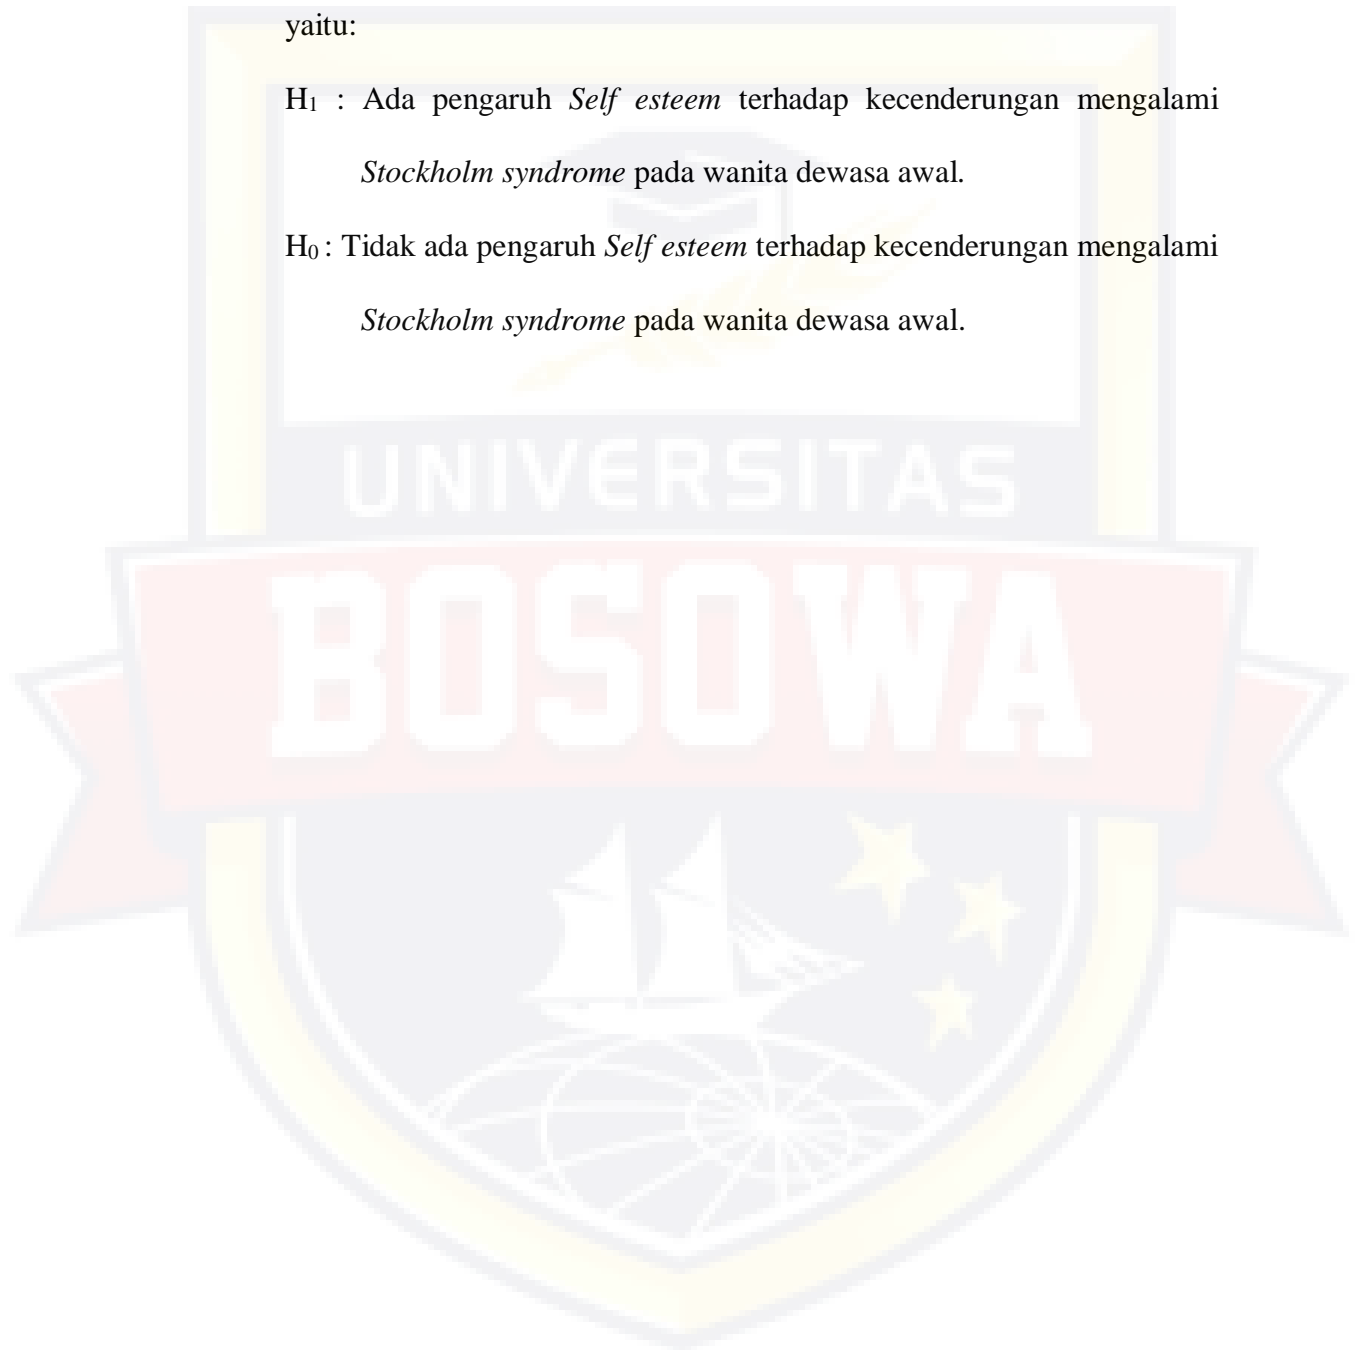 yaitu:
H₁ : Ada pengaruh Self esteem terhadap kecenderungan mengalami
Stockholm syndrome pada wanita dewasa awal.
H₀ : Tidak ada pengaruh Self esteem terhadap kecenderungan mengalami
Stockholm syndrome pada wanita dewasa awal.
UNIVERSITAS
BOSOWA